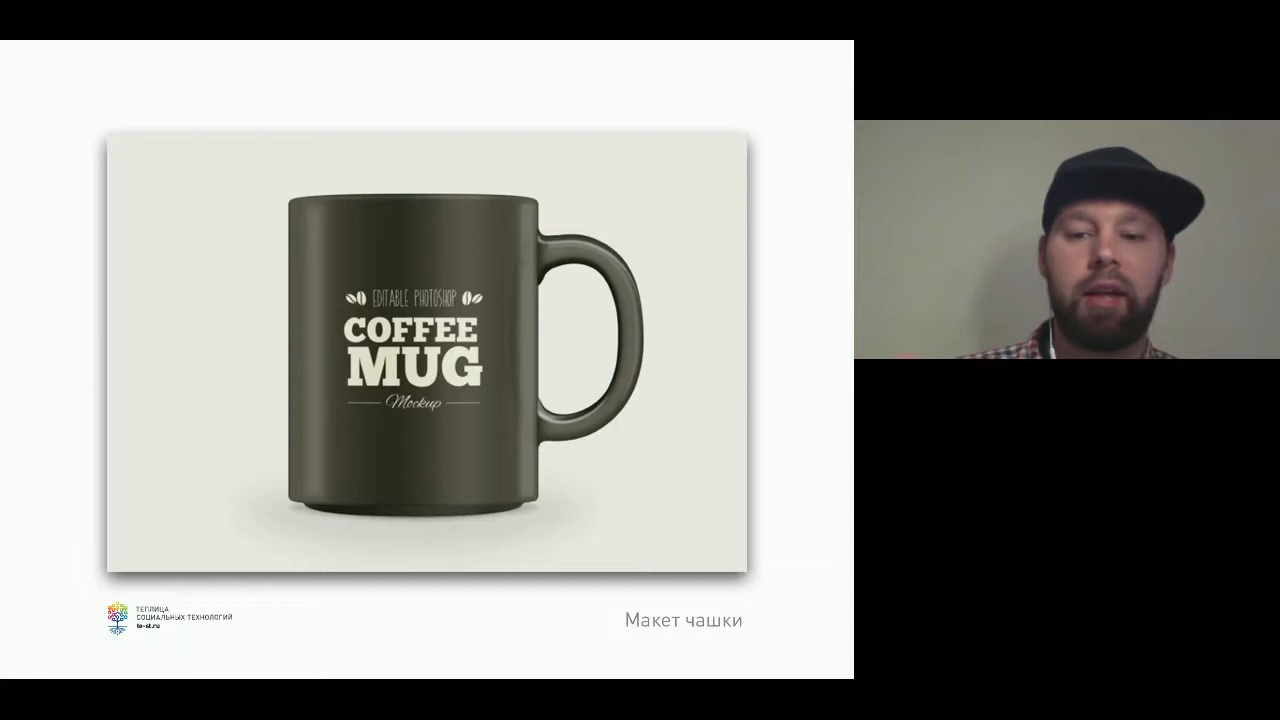 EDITABLE PHOTOSHOP
COFFEE
MUG
Mockup
ТЕПЛИЦА
СОЦИАЛЬНЫХ ТЕХНОЛОГИЙ
te-st.ru
Макет чашки